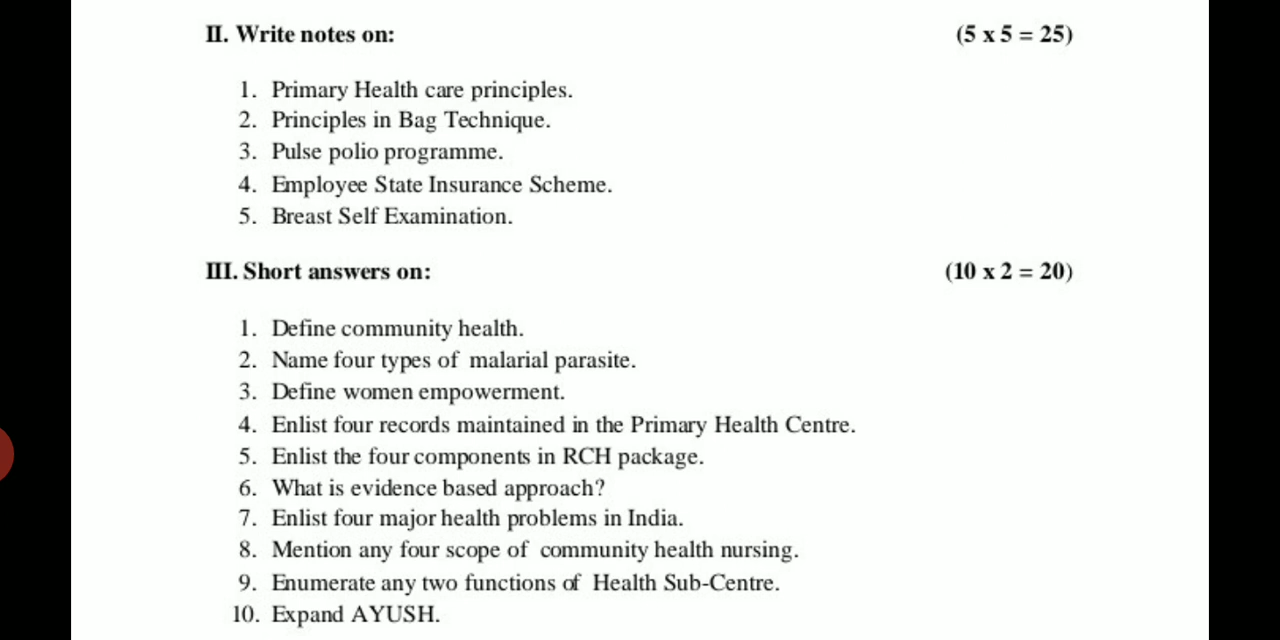 II. Write notes on: (5 x 5 = 25)
1. Primary Health care principles.
2. Principles in Bag Technique.
3. Pulse polio programme.
4. Employee State Insurance Scheme.
5. Breast Self Examination.
III. Short answers on: (10 x 2 = 20)
1. Define community health.
2. Name four types of malarial parasite.
3. Define women empowerment.
4. Enlist four records maintained in the Primary Health Centre.
5. Enlist the four components in RCH package.
6. What is evidence based approach?
7. Enlist four major health problems in India.
8. Mention any four scope of community health nursing.
9. Enumerate any two functions of Health Sub-Centre.
10. Expand AYUSH.